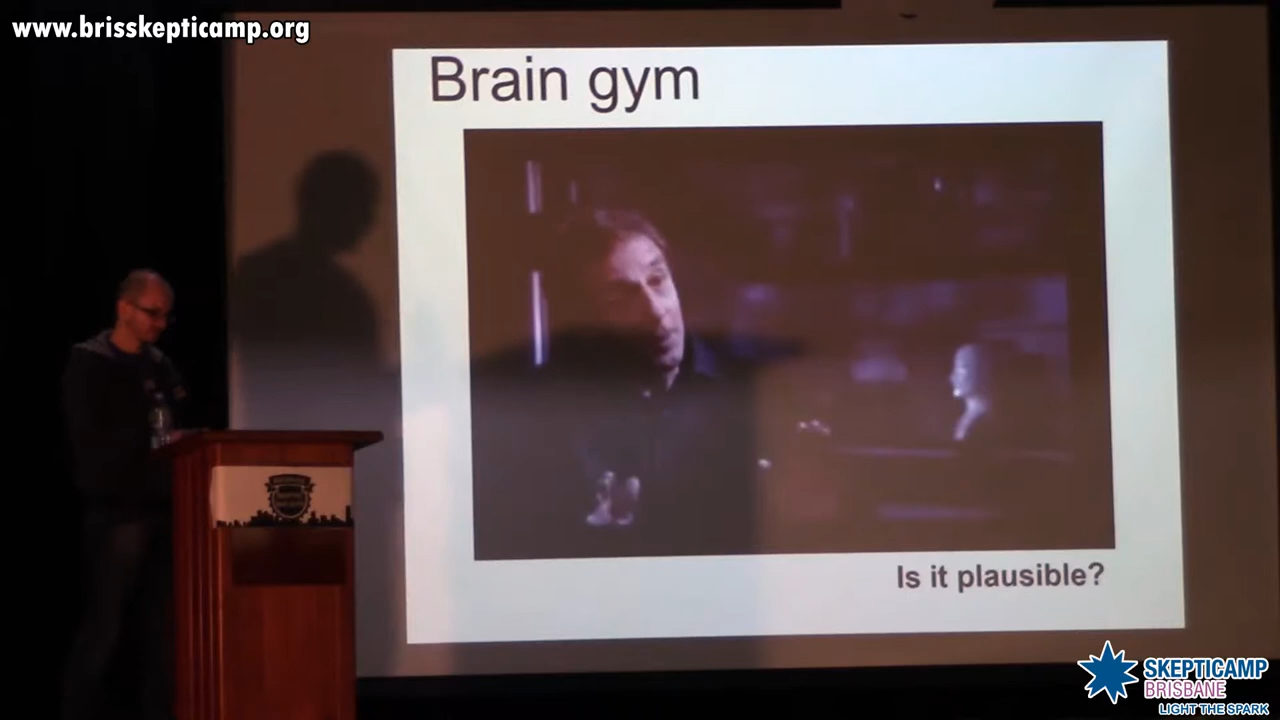 www.brisskepticamp.org
Brain gym
Is it plausible?
SKEPTICAMP
BRISBANE
LIGHT THE SPARK